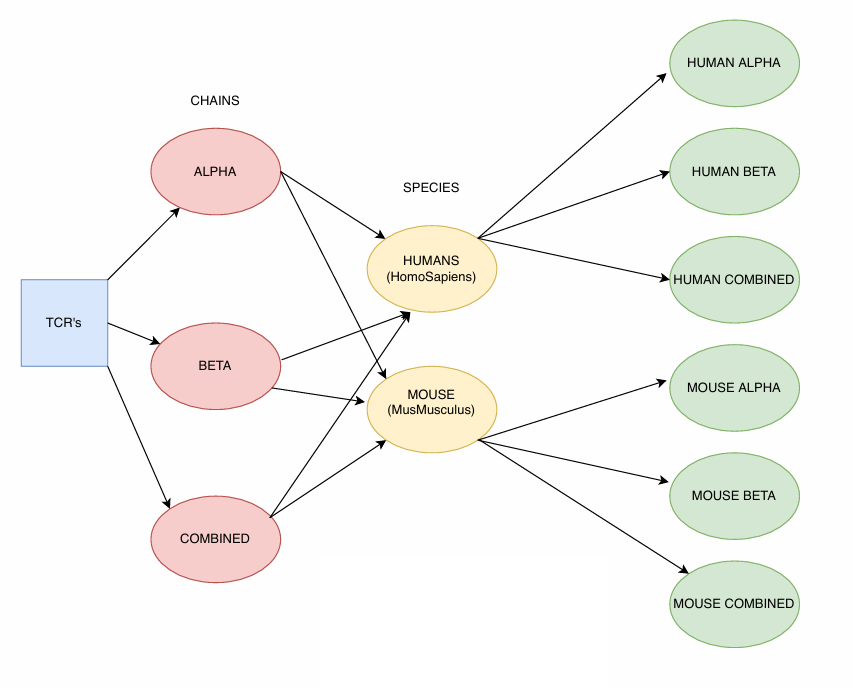 CHAINS
SPECIES
TCR's
ALPHA
BETA
COMBINED
HUMANS
(HomoSapiens)
MOUSE
(MusMusculus)
HUMAN ALPHA
HUMAN BETA
HUMAN COMBINED
MOUSE ALPHA
MOUSE BETA
MOUSE COMBINED